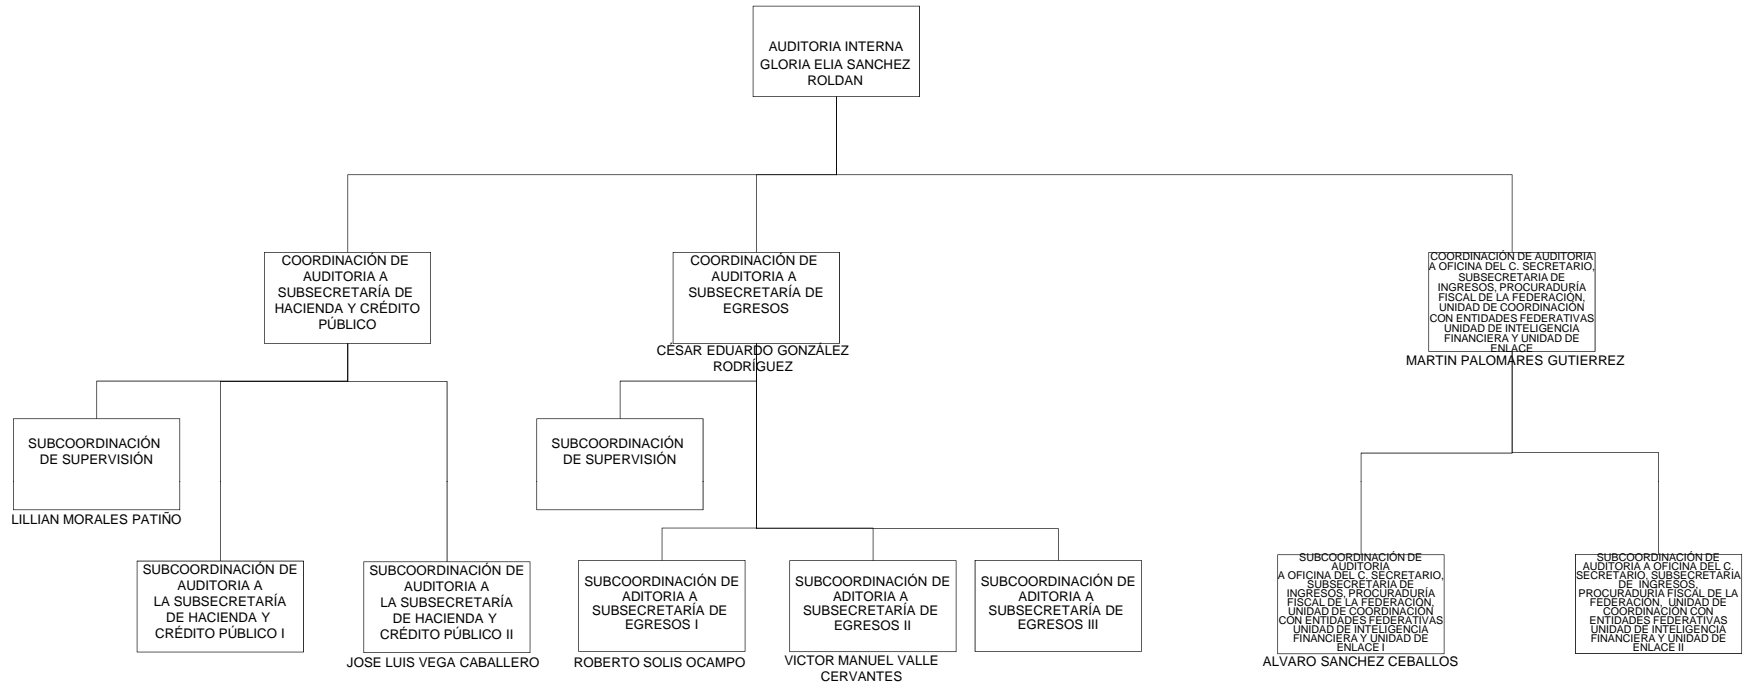 AUDITORIA INTERNA
GLORIA ELIA SANCHEZ
ROLDAN
COORDINACIÓN DE
AUDITORIA A
SUBSECRETARÍA DE
HACIENDA Y CRÉDITO
PÚBLICO
COORDINACIÓN DE
AUDITORIA A
SUBSECRETARÍA DE
EGRESOS
CÉSAR EDUARDO GONZÁLEZ
RODRÍGUEZ
COORDINACIÓN DE AUDITORIA
A OFICINA DEL C. SECRETARIO,
SUBSECRETARIA DE
INGRESOS, PROCURADURÍA
FISCAL DE LA FEDERACIÓN,
UNIDAD DE COORDINACIÓN
CON ENTIDADES FEDERATIVAS
UNIDAD DE INTELIGENCIA
FINANCIERA Y UNIDAD DE
ENLACE
MARTIN PALOMARES GUTIERREZ
SUBCOORDINACIÓN
DE SUPERVISIÓN
LILLIAN MORALES PATIÑO
SUBCOORDINACIÓN
DE SUPERVISIÓN
SUBCOORDINACIÓN DE
AUDITORIA A
LA SUBSECRETARÍA
DE HACIENDA Y
CRÉDITO PÚBLICO I
SUBCOORDINACIÓN DE
AUDITORIA A
LA SUBSECRETARÍA
DE HACIENDA Y
CRÉDITO PÚBLICO II
JOSE LUIS VEGA CABALLERO
SUBCOORDINACIÓN DE
ADITORIA A
SUBSECRETARÍA DE
EGRESOS I
ROBERTO SOLIS OCAMPO
SUBCOORDINACIÓN DE
ADITORIA A
SUBSECRETARÍA DE
EGRESOS II
VICTOR MANUEL VALLE
CERVANTES
SUBCOORDINACIÓN DE
ADITORIA A
SUBSECRETARÍA DE
EGRESOS III
SUBCOORDINACIÓN DE
AUDITORIA
A OFICINA DEL C. SECRETARIO,
SUBSECRETARIA DE
INGRESOS, PROCURADURÍA
FISCAL DE LA FEDERACIÓN,
UNIDAD DE COORDINACIÓN
CON ENTIDADES FEDERATIVAS
UNIDAD DE INTELIGENCIA
FINANCIERA Y UNIDAD DE
ENLACE I
ALVARO SANCHEZ CEBALLOS
SUBCOORDINACIÓN DE
AUDITORIA A OFICINA DEL C.
SECRETARIO, SUBSECRETARIA
DE INGRESOS,
PROCURADURÍA FISCAL DE LA
FEDERACIÓN, UNIDAD DE
COORDINACIÓN CON
ENTIDADES FEDERATIVAS
UNIDAD DE INTELIGENCIA
FINANCIERA Y UNIDAD DE
ENLACE II